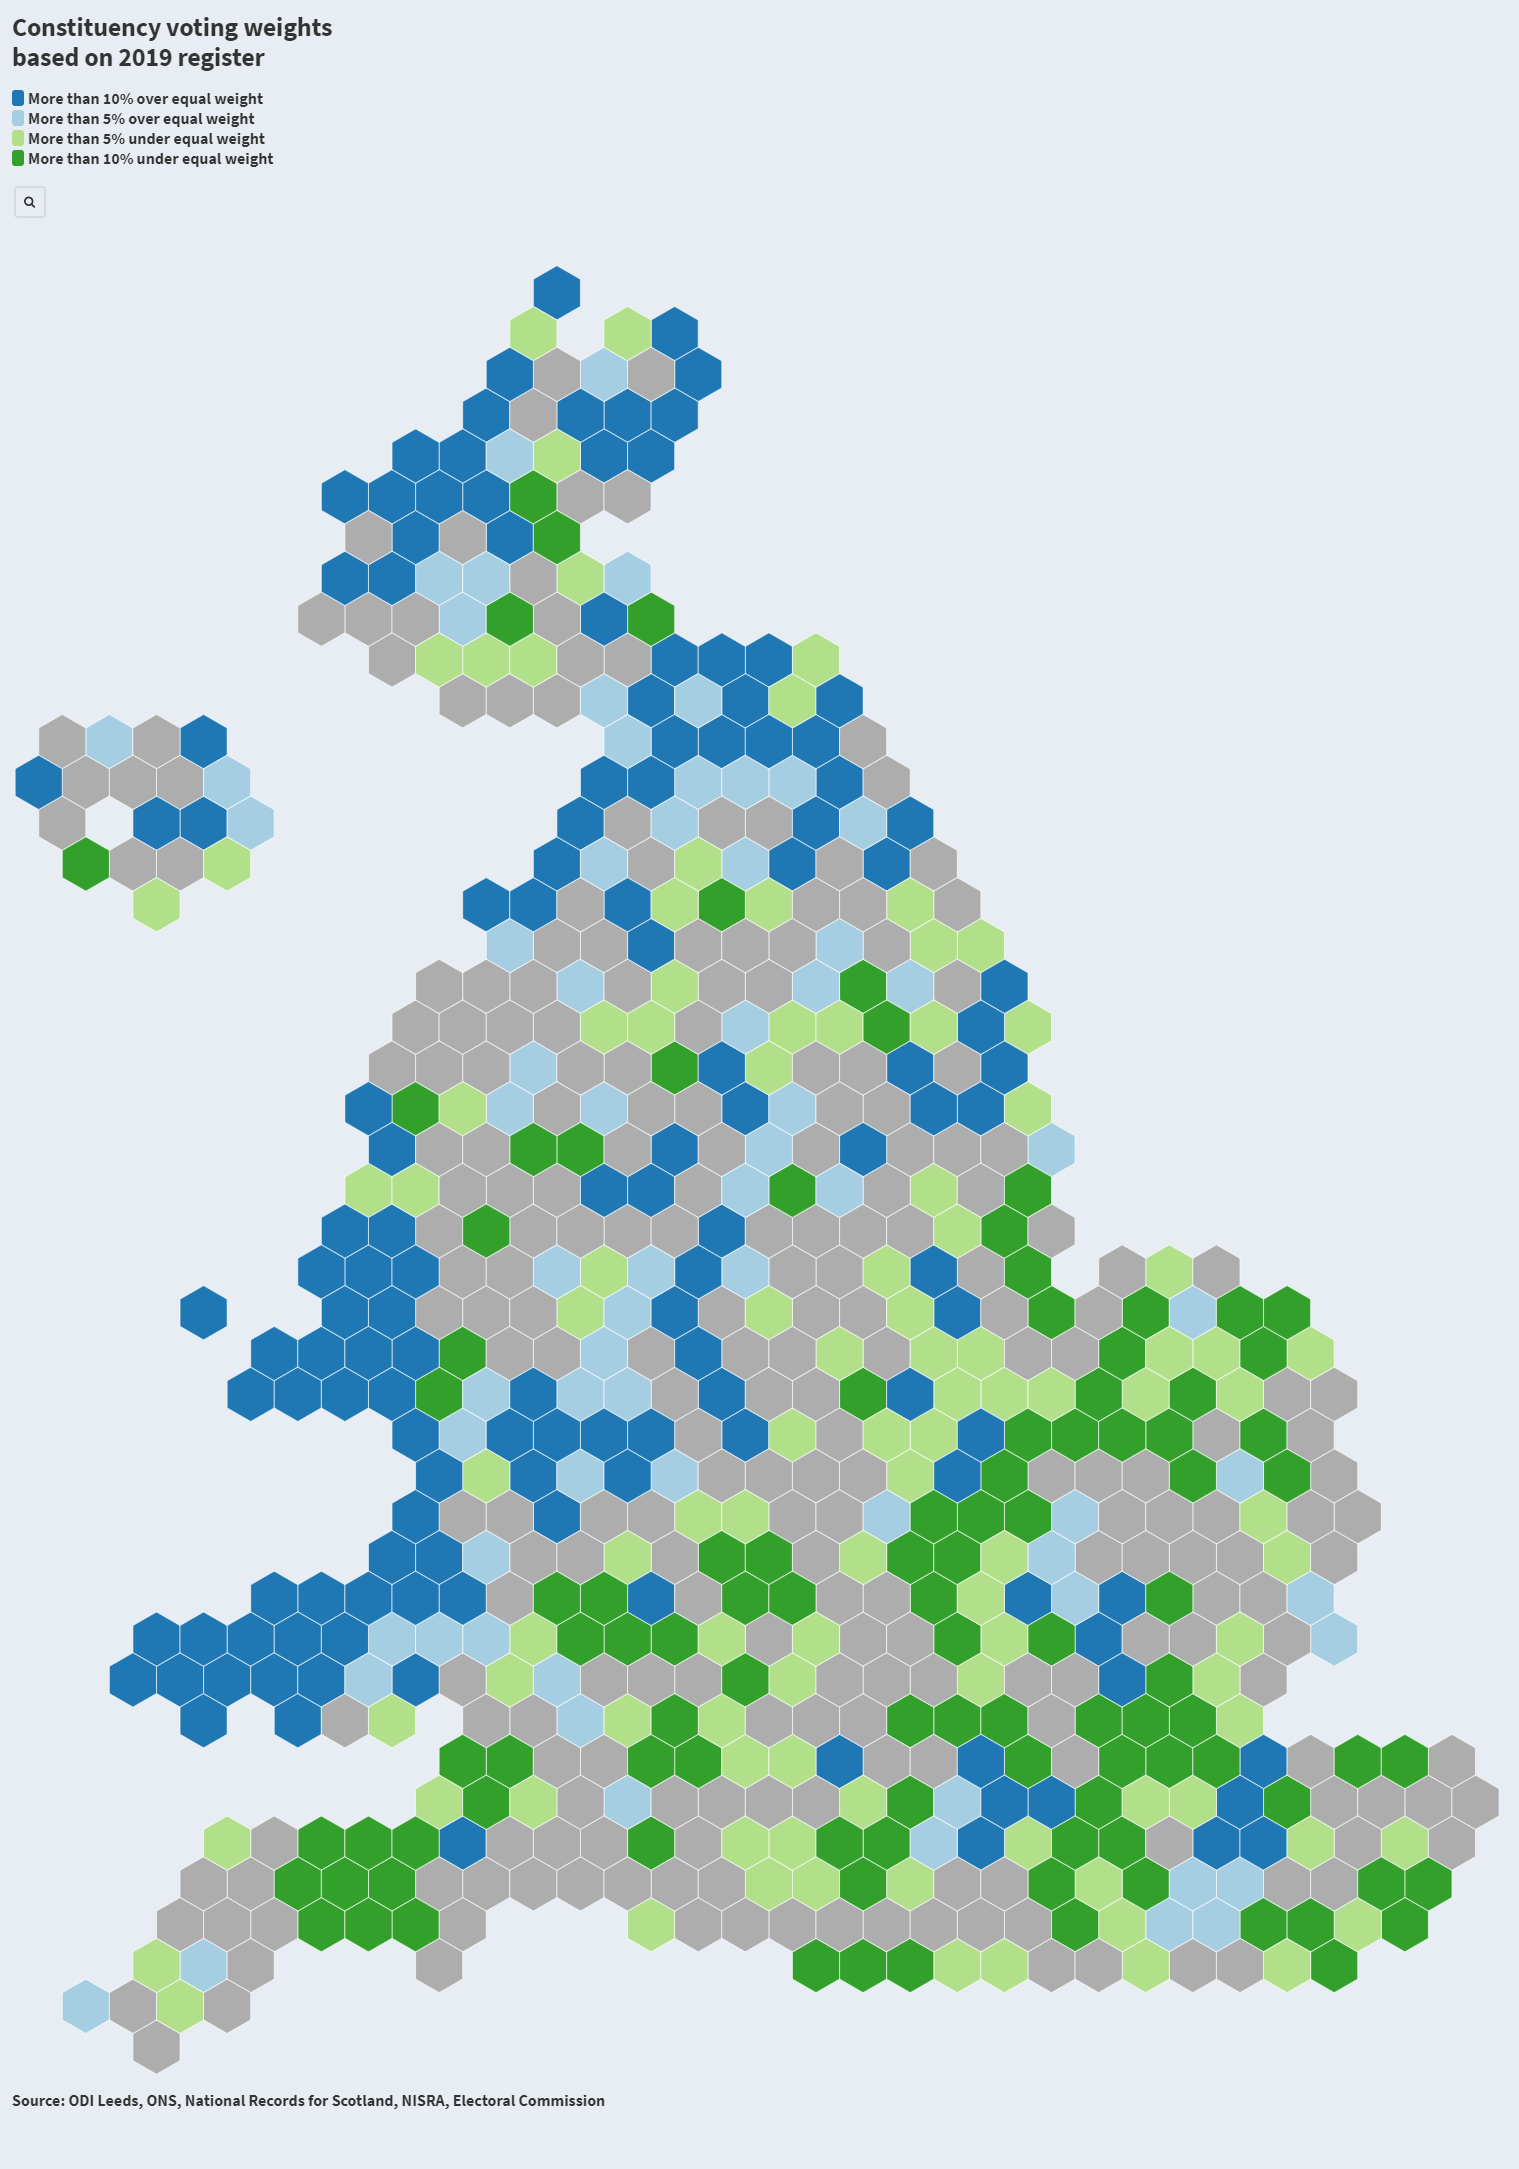 Constituency voting weights
based on 2019 register
More than 10% over equal weight
More than 5% over equal weight
More than 5% under equal weight
More than 10% under equal weight
Source: ODI Leeds, ONS, National Records for Scotland, NISRA, Electoral Commission